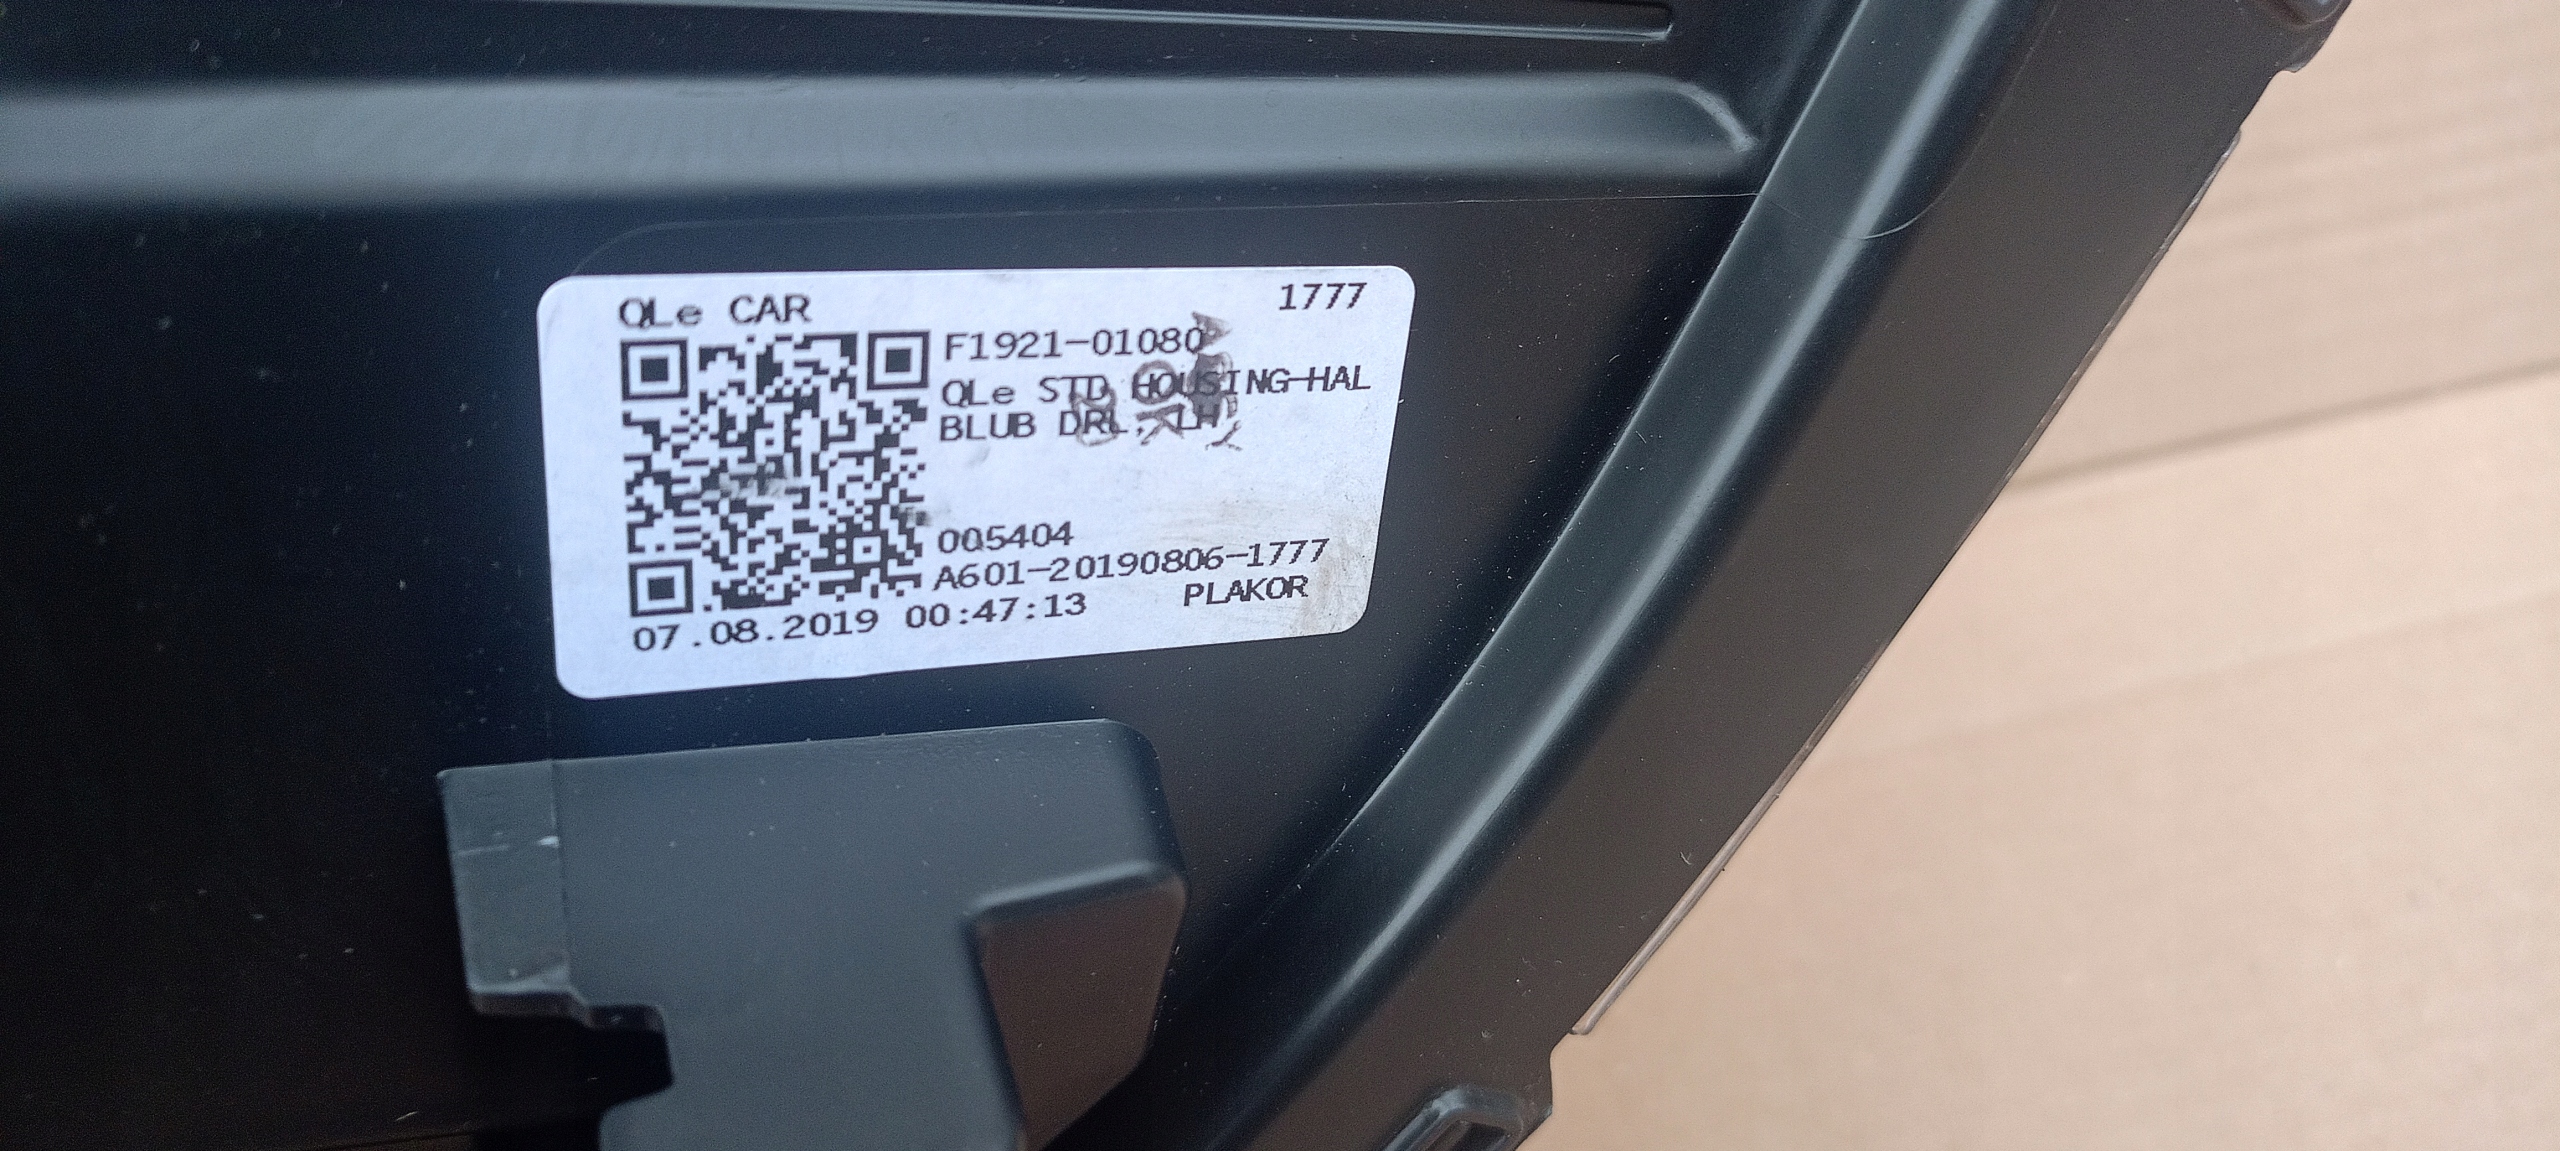 QLe CAR 1777
F1921-01080
QLe STD HOUSING-HAL
BLUB DRL, LH
005404
A601-20190806-1777
PLAKOR
07.08.2019 00:47:13